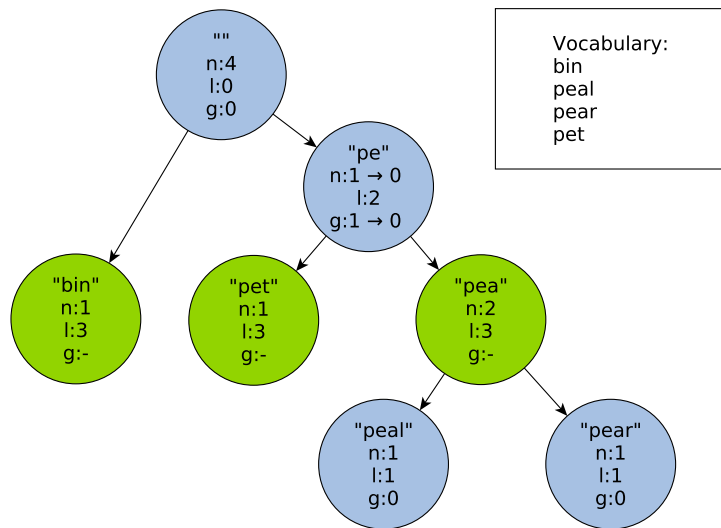 ""
n:4
l:0
g:0
Vocabulary:
bin
peal
pear
pet
"pe"
n:1 → 0
l:2
g:1 → 0
"bin"
n:1
l:3
g:-
"pet"
n:1
l:3
g:-
"pea"
n:2
l:3
g:-
"peal"
n:1
l:1
g:0
"pear"
n:1
l:1
g:0